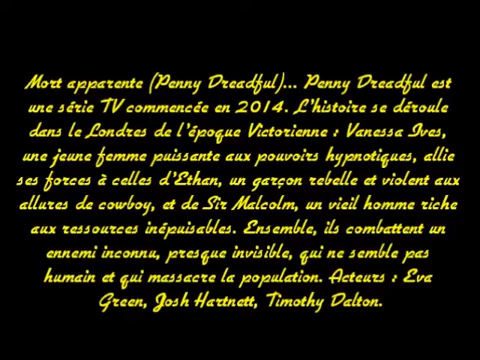 Mort apparente (Penny Dreadful)... Penny Dreadful est
une série TV commencée en 2014. L'histoire se déroule
dans le Londres de l'époque Victorienne : Vanessa Ives,
une jeune femme puissante aux pouvoirs hypnotiques, allie
ses forces à celles d'Ethan, un garçon rebelle et violent aux
allures de cowboy, et de Sir Malcolm, un vieil homme riche
aux ressources inépuisables. Ensemble, ils combattent un
ennemi inconnu, presque invisible, qui ne semble pas
humain et qui massacre la population. Acteurs : Eva
Green, Josh Hartnett, Timothy Dalton.